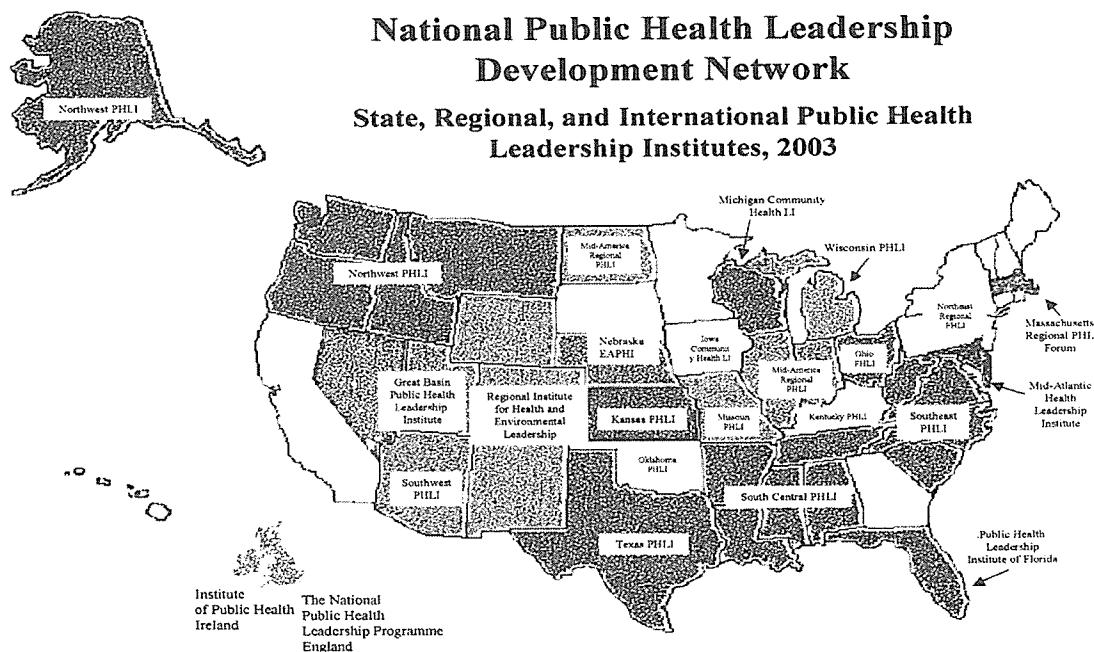 National Public Health Leadership
Development Network
State, Regional, and International Public Health
Leadership Institutes, 2003
Northwest PHLI
Michigan Community
Health LI
Wisconsin PHLI
Mid-America
Regional
PHLI
Northwest PHLI
Northeast
Regional
PHLI
Massachusetts
Regional PHL
Forum
Nebraska
EAPHI
Iowa
Communit
y Health LI
Ohio
PHLI
Mid-America
Regional
PHLI
Great Basin
Public Health
Leadership
Institute
Regional Institute
for Health and
Environmental
Leadership
Kansas PHLI
Missouri
PHLI
Kentucky PHLI
Southeast
PHLI
Mid-Atlantic
Health
Leadership
Institute
Oklahoma
PHLI
Southwest
PHLI
South Central PHLI
Texas PHLI
.Public Health
Leadership
Institute of Florida
Institute
of Public Health
Ireland
The National
Public Health
Leadership Programme
England